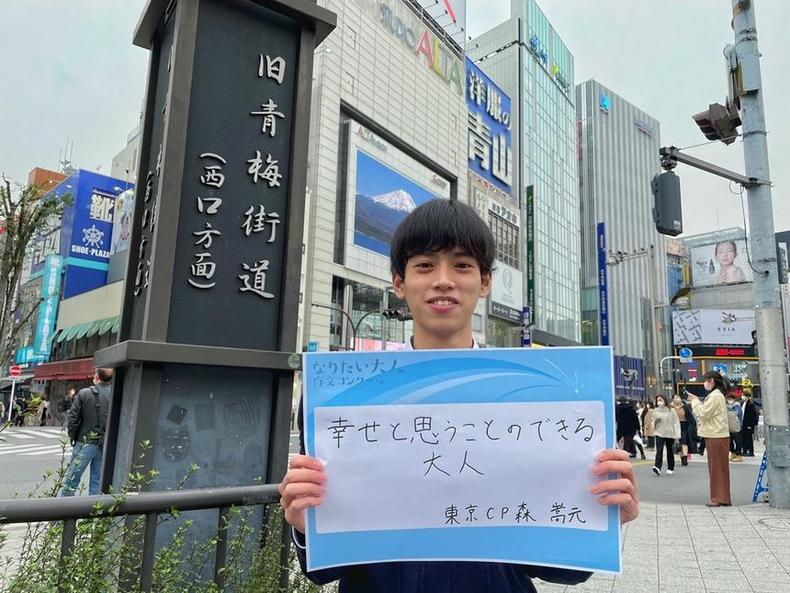 旧青梅街道
(西口方面)
STUDIO ALTA
洋服の
青山
靴
SHOE・PLAZA
EXIA
なりたい大人
作文コンクール
幸せと思うことのできる
大人
東京CP森 嵩元